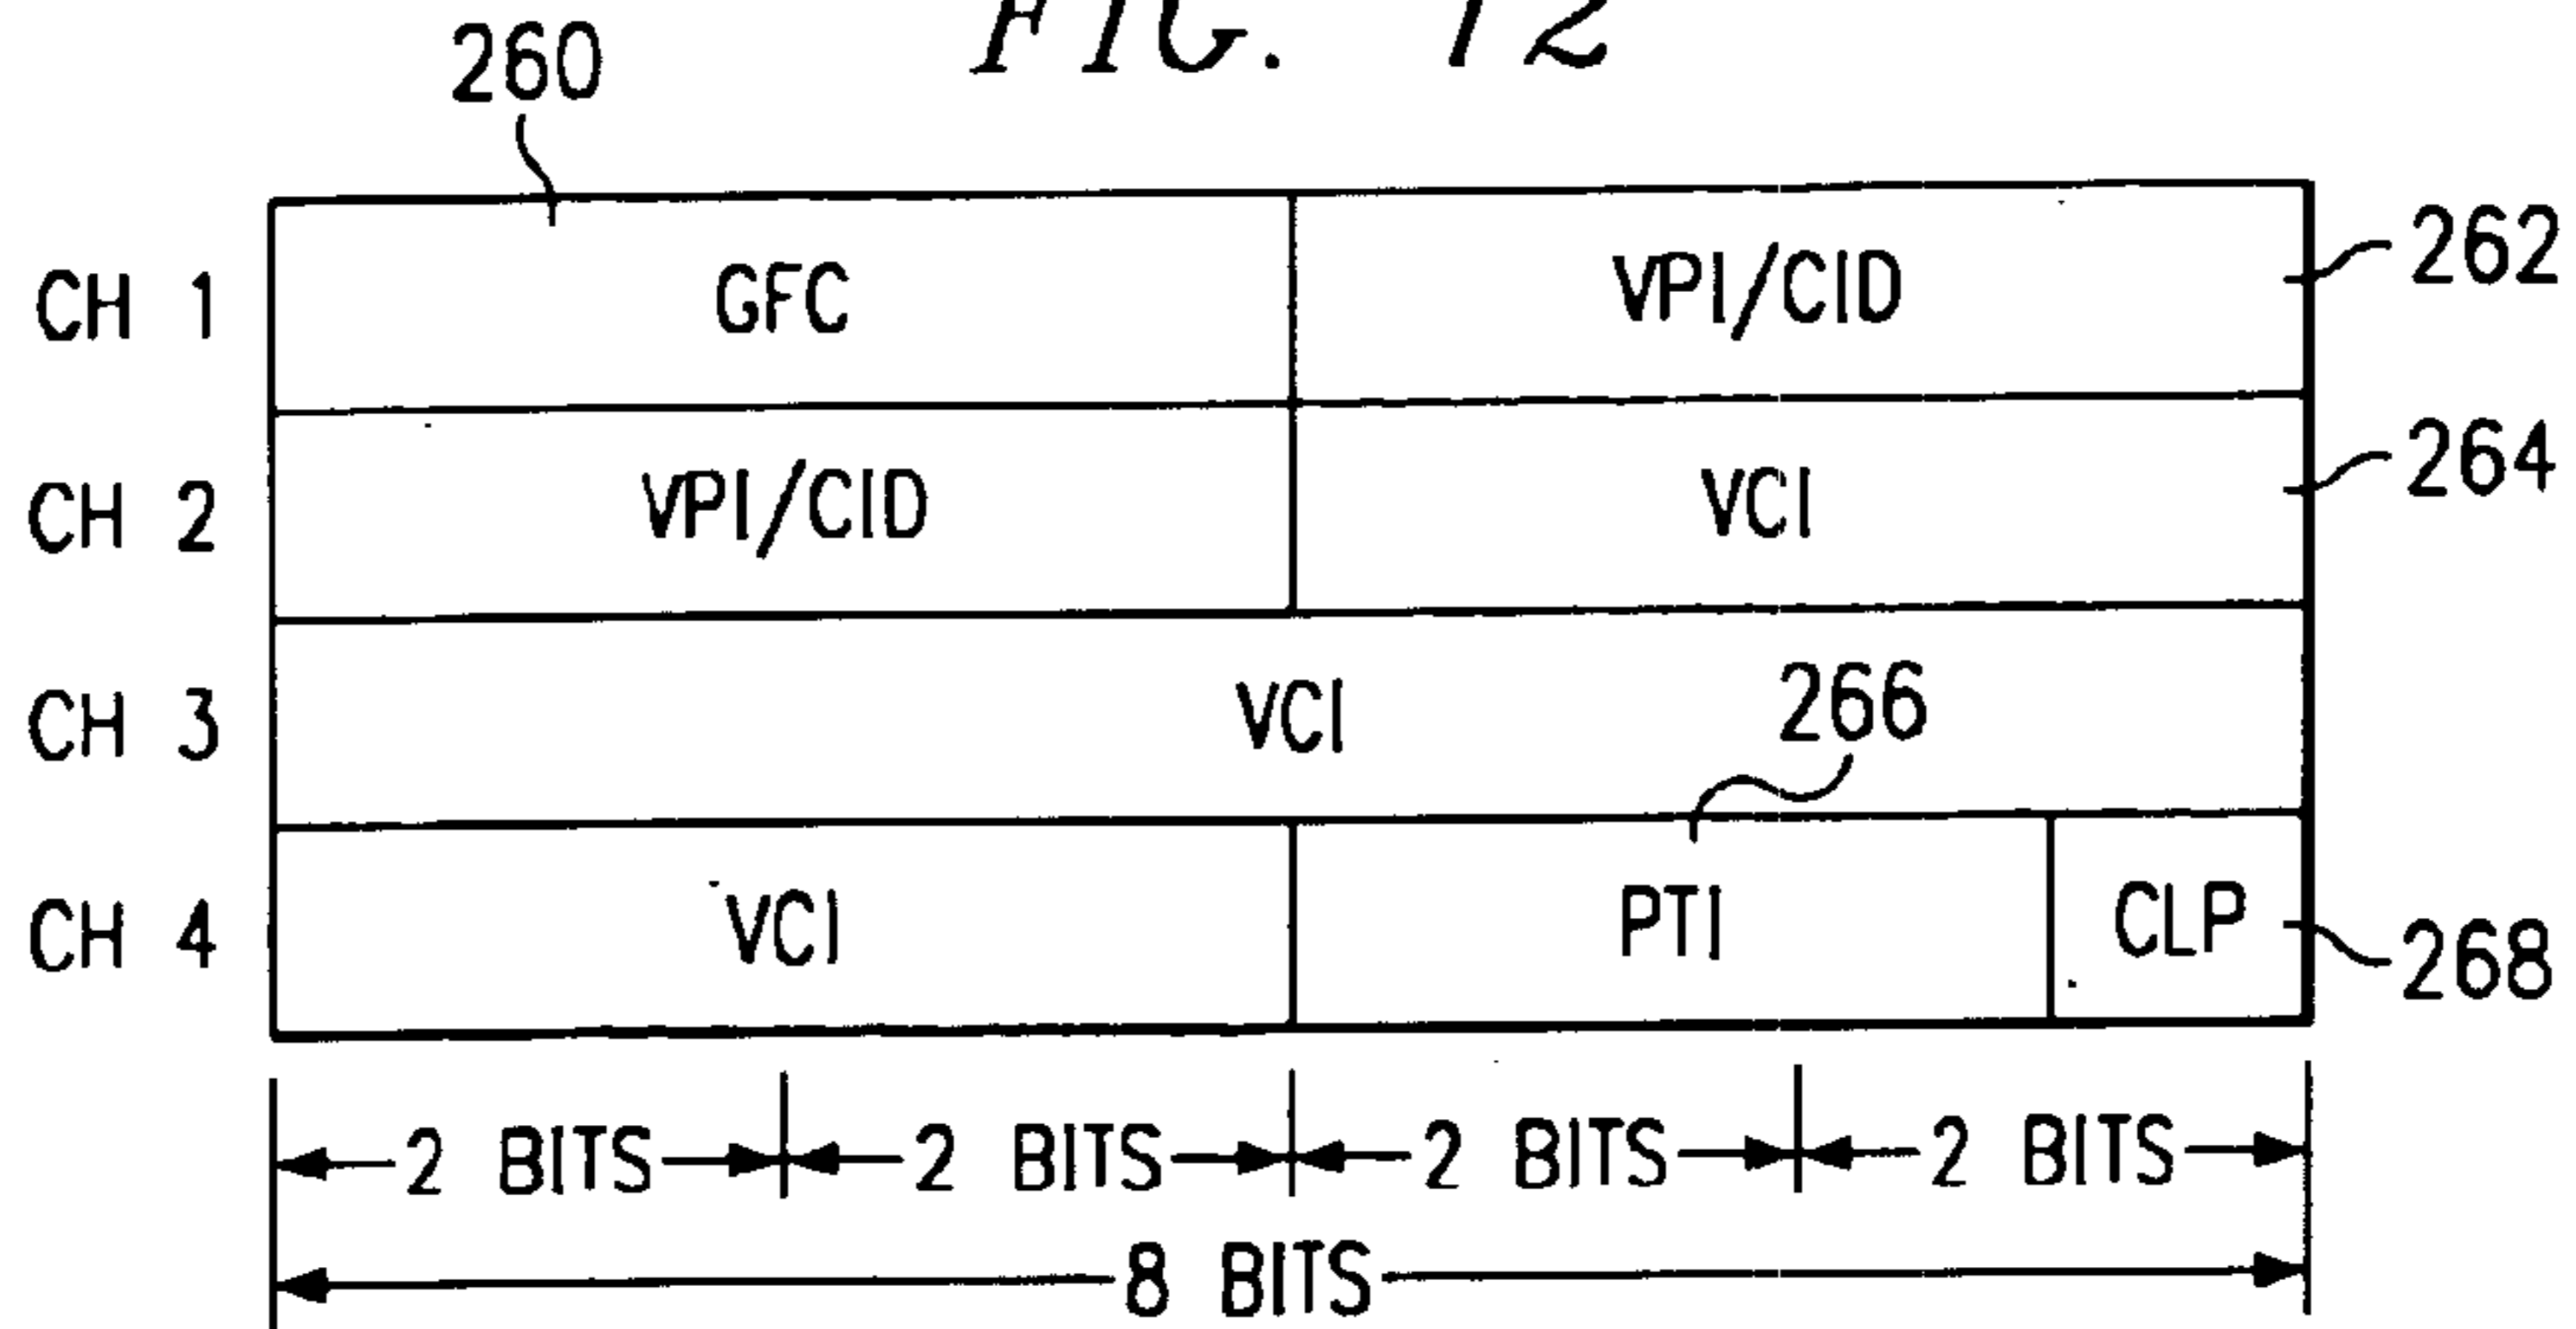 FIG. 12
260
CH 1 GFC VPI/CID 262
CH 2 VPI/CID VCI 264
CH 3 VCI 266
CH 4 VCI PTI CLP 268
2 BITS 2 BITS 2 BITS 2 BITS
8 BITS